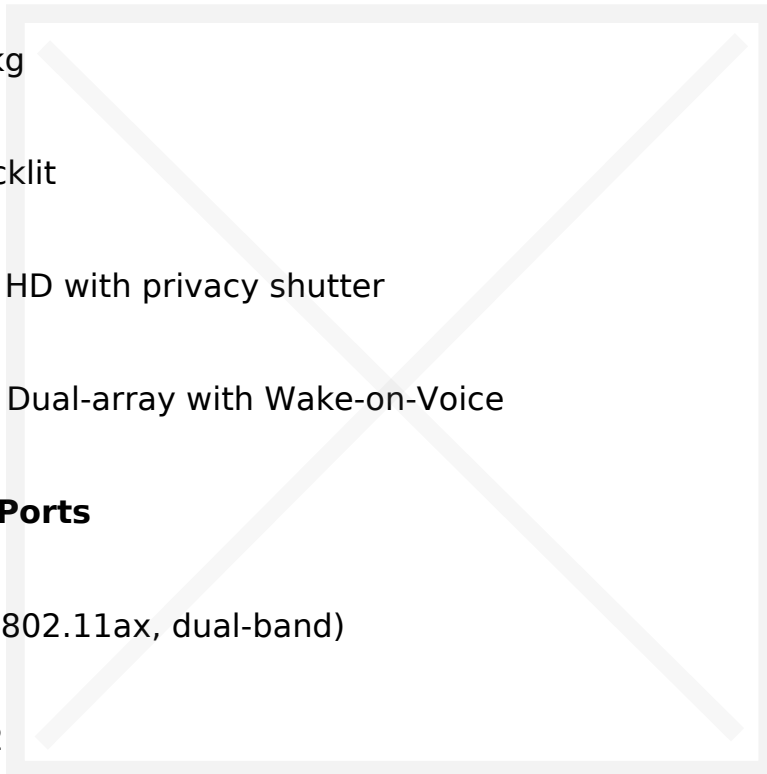 kg
cklit
HD with privacy shutter
Dual-array with Wake-on-Voice
Ports
802.11ax, dual-band)